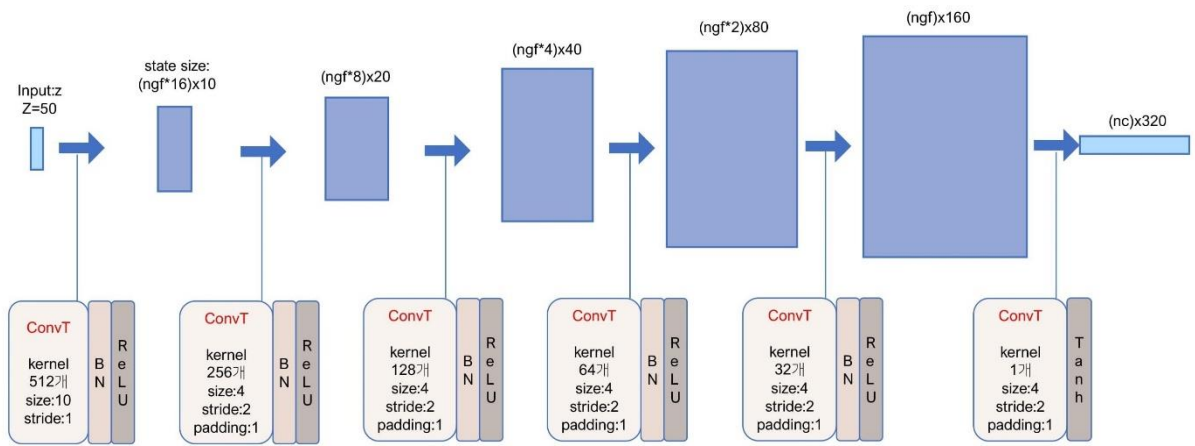 Input:z
Z=50
state size:
(ngf*16)x10
(ngf*8)x20
(ngf*4)x40
(ngf*2)x80
(ngf)x160
(nc)x320
ConvT
kernel
512개
size:10
stride:1
BN
ReLU
ConvT
kernel
256개
size:4
stride:2
padding:1
BN
ReLU
ConvT
kernel
128개
size:4
stride:2
padding:1
BN
ReLU
ConvT
kernel
64개
size:4
stride:2
padding:1
BN
ReLU
ConvT
kernel
32개
size:4
stride:2
padding:1
BN
ReLU
ConvT
kernel
1개
size:4
stride:2
padding:1
Tanh